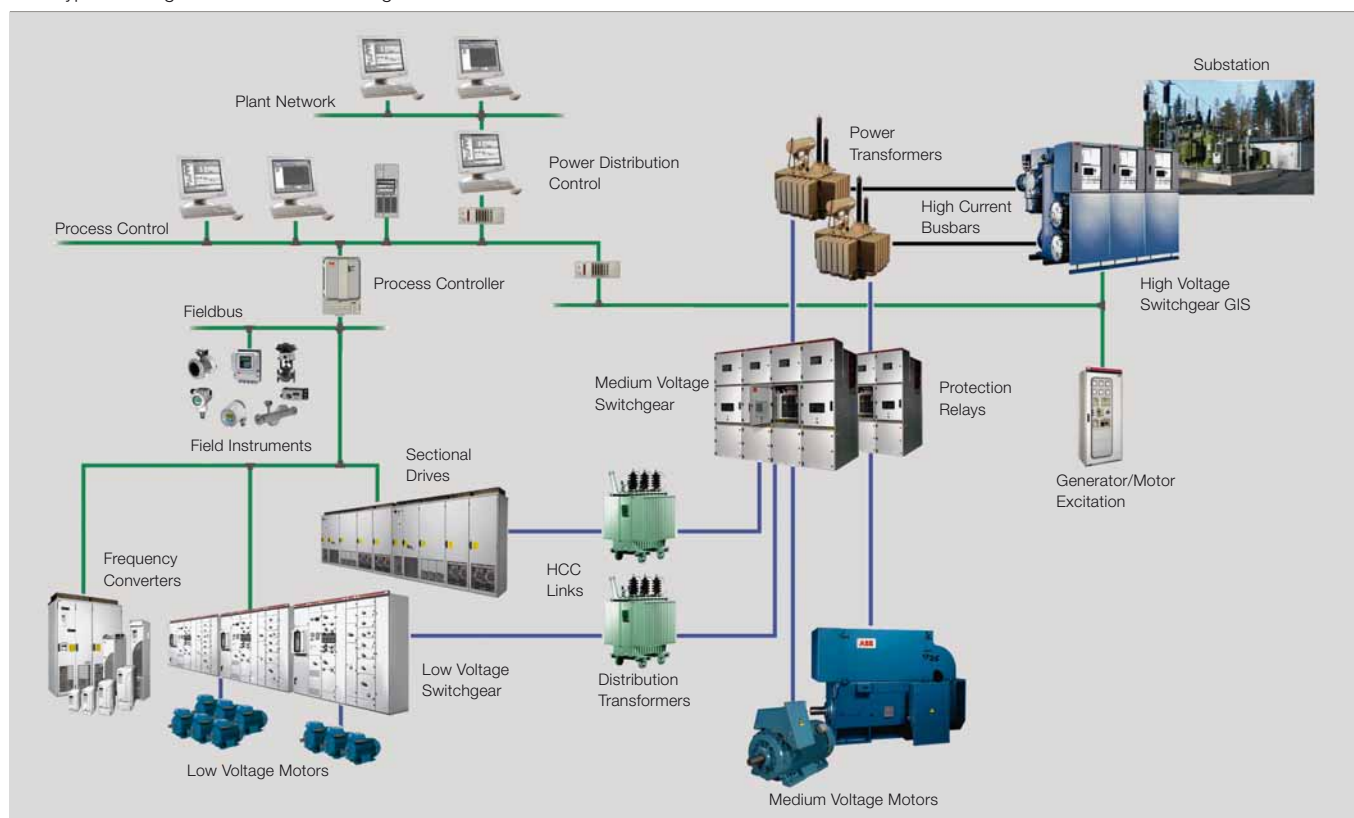 Substation
Plant Network
Power
Transformers
Power Distribution
Control
High Current
Busbars
Process Control
Process Controller
High Voltage
Switchgear GIS
Fieldbus
Medium Voltage
Switchgear
Protection
Relays
Field Instruments
Sectional
Drives
Generator/Motor
Excitation
Frequency
Converters
HCC
Links
ABB
Low Voltage
Switchgear
Distribution
Transformers
Low Voltage Motors
Medium Voltage Motors